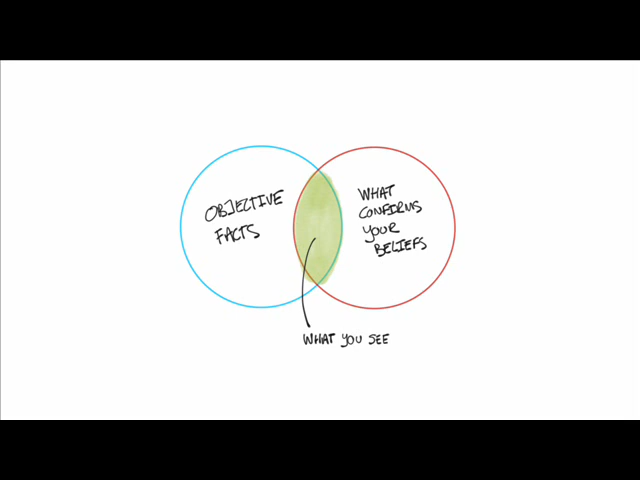 OBJECTIVE
FACTS
WHAT
CONFIRMS
YOUR
BELIEFS
WHAT YOU SEE